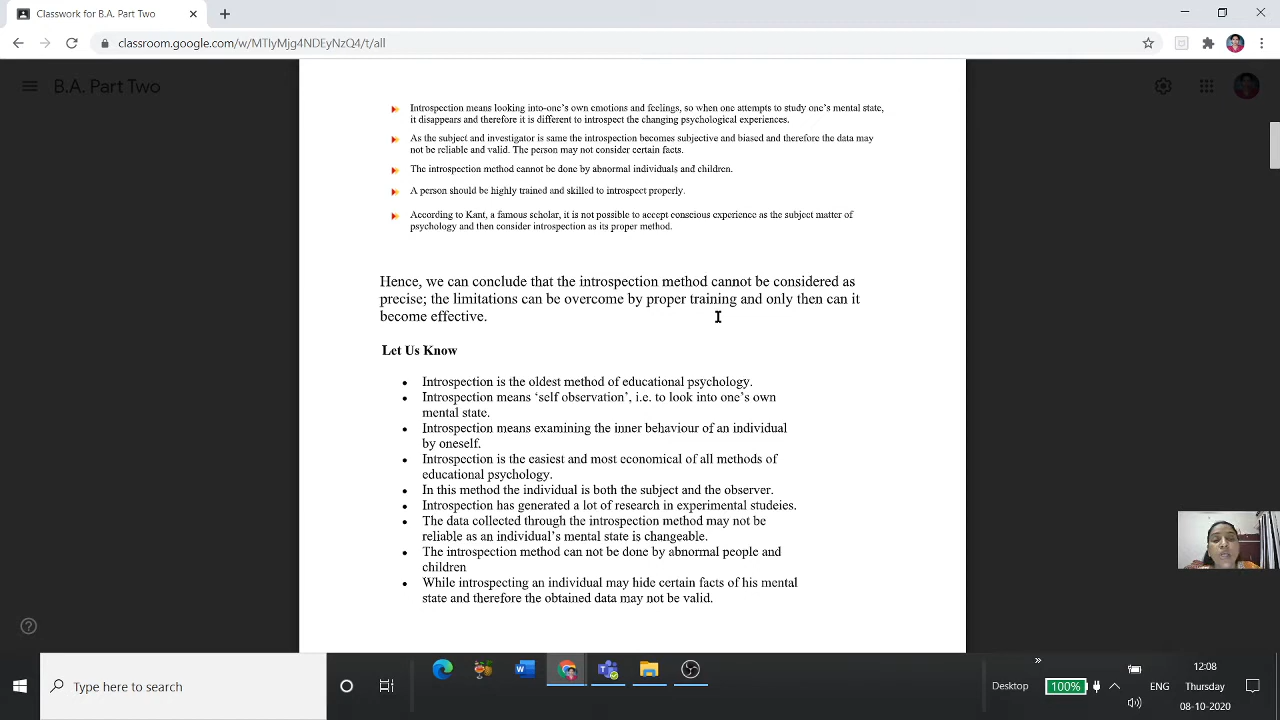 Classwork for B.A. Part Two
classroom.google.com/w/MTIyMjg4NDEyNzQ4/t/all
B.A. Part Two
Introspection means looking into-one's own emotions and feelings, so when one attempts to study one's mental state,
it disappears and therefore it is different to introspect the changing psychological experiences.
As the subject and investigator is same the introspection becomes subjective and biased and therefore the data may
not be reliable and valid. The person may not consider certain facts.
The introspection method cannot be done by abnormal individuals and children.
A person should be highly trained and skilled to introspect properly.
According to Kant, a famous scholar, it is not possible to accept conscious experience as the subject matter of
psychology and then consider introspection as its proper method.
Hence, we can conclude that the introspection method cannot be considered as
precise; the limitations can be overcome by proper training and only then can it
become effective.
Let Us Know
• Introspection is the oldest method of educational psychology.
• Introspection means ‘self observation’, i.e. to look into one’s own
mental state.
• Introspection means examining the inner behaviour of an individual
by oneself.
• Introspection is the easiest and most economical of all methods of
educational psychology.
• In this method the individual is both the subject and the observer.
• Introspection has generated a lot of research in experimental studeies.
• The data collected through the introspection method may not be
reliable as an individual’s mental state is changeable.
• The introspection method can not be done by abnormal people and
children
• While introspecting an individual may hide certain facts of his mental
state and therefore the obtained data may not be valid.
Type here to search
Desktop
100%
ENG
12:08
Thursday
08-10-2020